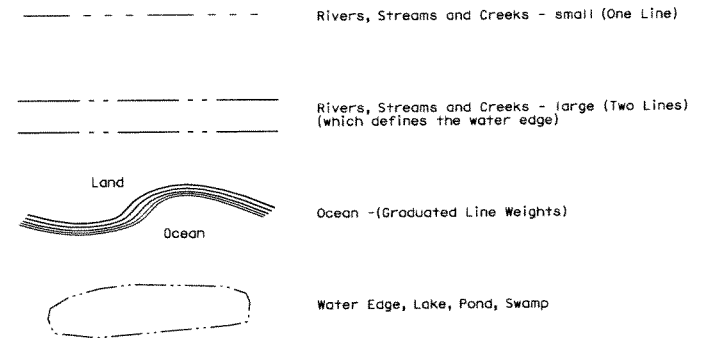 Rivers, Streams and Creeks - small (One Line)
Rivers, Streams and Creeks - large (Two Lines)
(which defines the water edge)
Land
Ocean
Ocean -(Graduated Line Weights)
Water Edge, Lake, Pond, Swamp